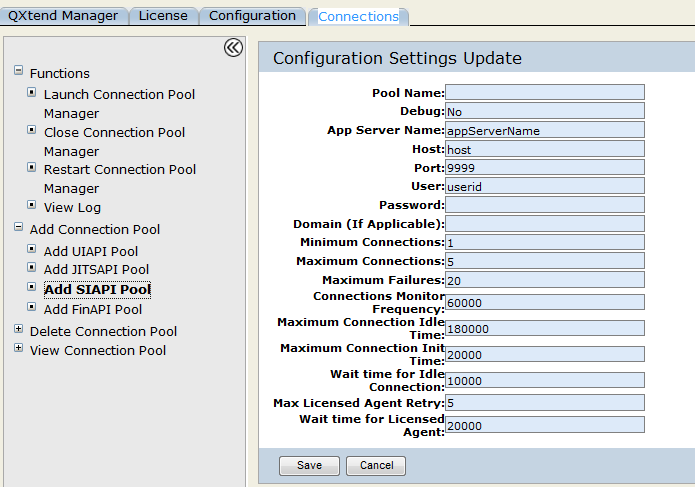 QXtend Manager License Configuration Connections
Functions
Launch Connection Pool
Manager
Close Connection Pool
Manager
Restart Connection Pool
Manager
View Log
Add Connection Pool
Add UIAPI Pool
Add JITSAPI Pool
Add SIAPI Pool
Add FinAPI Pool
Delete Connection Pool
View Connection Pool
Configuration Settings Update
Pool Name:
Debug: No
App Server Name: appServerName
Host: host
Port: 9999
User: userid
Password:
Domain (If Applicable):
Minimum Connections: 1
Maximum Connections: 5
Maximum Failures: 20
Connections Monitor
Frequency: 60000
Maximum Connection Idle
Time: 180000
Maximum Connection Init
Time: 20000
Wait time for Idle
Connection: 10000
Max Licensed Agent Retry: 5
Wait time for Licensed
Agent: 20000
Save Cancel